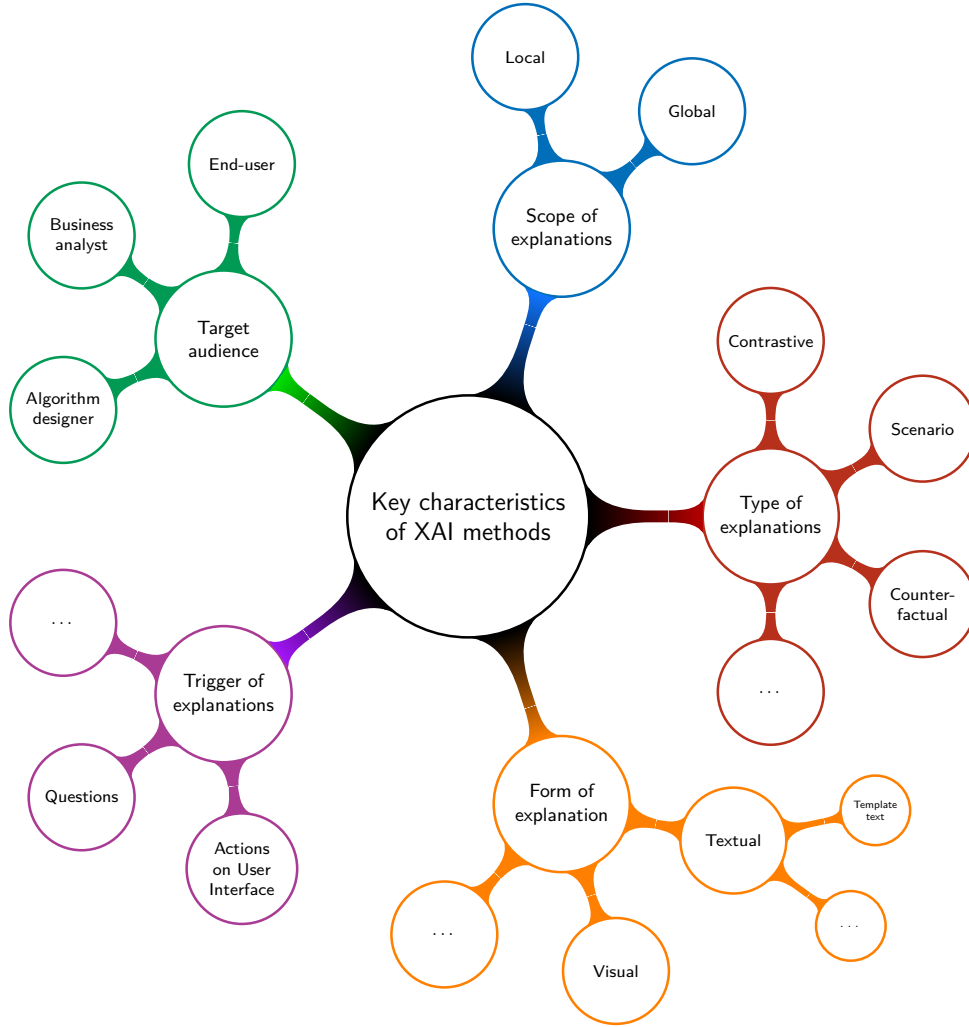 Key characteristics
of XAI methods
Scope of
explanations
Local
Global
Type of
explanations
Contrastive
Scenario
Counter-
factual
...
Form of
explanation
Textual
Template
text
...
Visual
...
Trigger of
explanations
Actions
on User
Interface
Questions
...
Target
audience
Algorithm
designer
Business
analyst
End-user